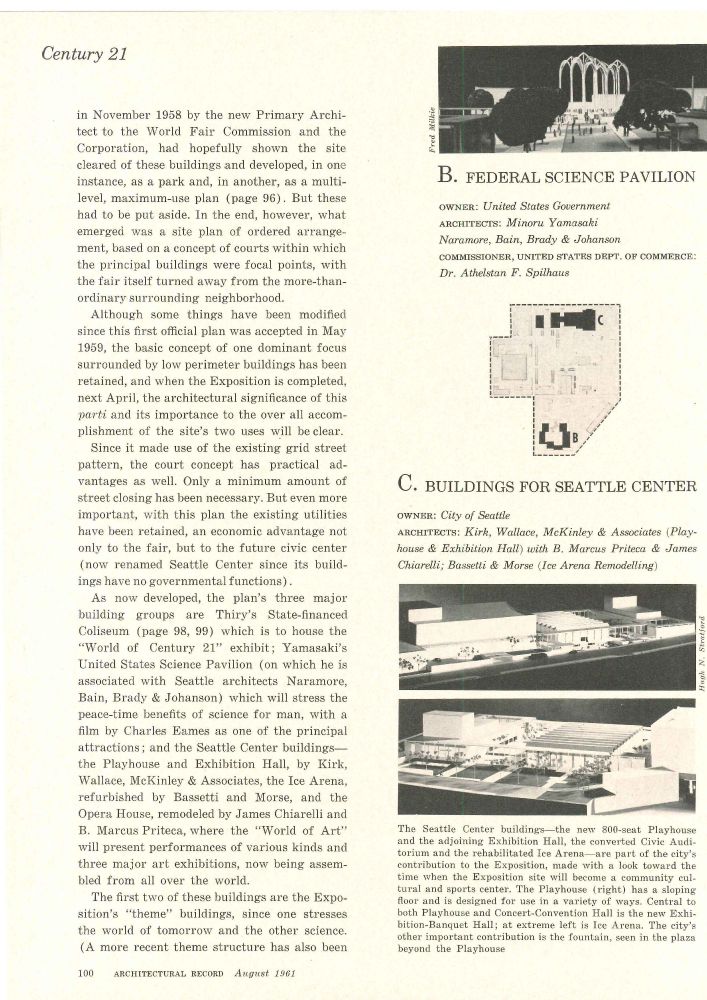 Century 21
in November 1958 by the new Primary Archi-
tect to the World Fair Commission and the
Corporation, had hopefully shown the site
cleared of these buildings and developed, in one
instance, as a park and, in another, as a multi-
level, maximum-use plan (page 96). But these
had to be put aside. In the end, however, what
emerged was a site plan of ordered arrange-
ment, based on a concept of courts within which
the principal buildings were focal points, with
the fair itself turned away from the more-than-
ordinary surrounding neighborhood.
Although some things have been modified
since this first official plan was accepted in May
1959, the basic concept of one dominant focus
surrounded by low perimeter buildings has been
retained, and when the Exposition is completed,
next April, the architectural significance of this
parti and its importance to the over all accom-
plishment of the site's two uses will be clear.
Since it made use of the existing grid street
pattern, the court concept has practical ad-
vantages as well. Only a minimum amount of
street closing has been necessary. But even more
important, with this plan the existing utilities
have been retained, an economic advantage not
only to the fair, but to the future civic center
(now renamed Seattle Center since its build-
ings have no governmental functions).
As now developed, the plan's three major
building groups are Thiry's State-financed
Coliseum (page 98, 99) which is to house the
"World of Century 21" exhibit; Yamasaki's
United States Science Pavilion (on which he is
associated with Seattle architects Naramore,
Bain, Brady & Johanson) which will stress the
peace-time benefits of science for man, with a
film by Charles Eames as one of the principal
attractions; and the Seattle Center buildings—
the Playhouse and Exhibition Hall, by Kirk,
Wallace, McKinley & Associates, the Ice Arena,
refurbished by Bassetti and Morse, and the
Opera House, remodeled by James Chiarelli and
B. Marcus Priteca, where the "World of Art"
will present performances of various kinds and
three major art exhibitions, now being assem-
bled from all over the world.
The first two of these buildings are the Expo-
sition's "theme" buildings, since one stresses
the world of tomorrow and the other science.
(A more recent theme structure has also been
Fred Milkie
B. FEDERAL SCIENCE PAVILION
OWNER: United States Government
ARCHITECTS: Minoru Yamasaki
Naramore, Bain, Brady & Johanson
COMMISSIONER, UNITED STATES DEPT. OF COMMERCE:
Dr. Athelstan F. Spilhaus
C
B
C. BUILDINGS FOR SEATTLE CENTER
OWNER: City of Seattle
ARCHITECTS: Kirk, Wallace, McKinley & Associates (Play-
house & Exhibition Hall) with B. Marcus Priteca & James
Chiarelli; Bassetti & Morse (Ice Arena Remodelling)
Hugh N. Stratford
The Seattle Center buildings—the new 800-seat Playhouse
and the adjoining Exhibition Hall, the converted Civic Audi-
torium and the rehabilitated Ice Arena—are part of the city's
contribution to the Exposition, made with a look toward the
time when the Exposition site will become a community cul-
tural and sports center. The Playhouse (right) has a sloping
floor and is designed for use in a variety of ways. Central to
both Playhouse and Concert-Convention Hall is the new Exhi-
bition-Banquet Hall; at extreme left is Ice Arena. The city's
other important contribution is the fountain, seen in the plaza
beyond the Playhouse
100 ARCHITECTURAL RECORD August 1961